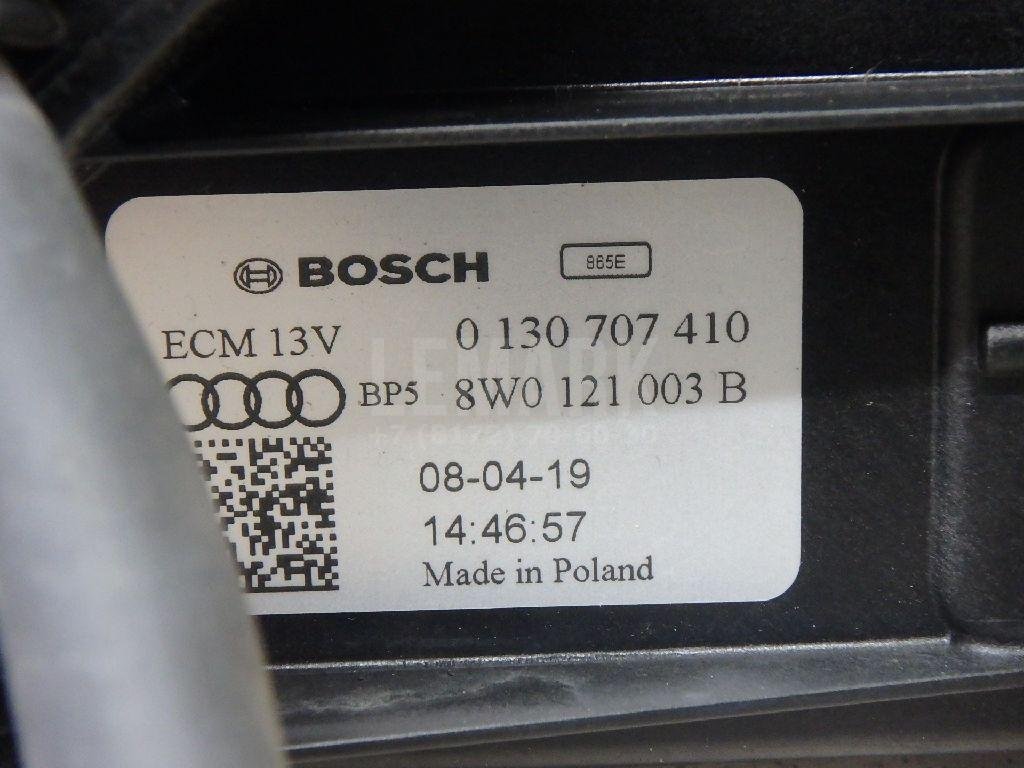 BOSCH 865E
ECM 13V 0 130 707 410
LEMARK
BP5 8W0 121 003 B
08-04-19
14:46:57
Made in Poland